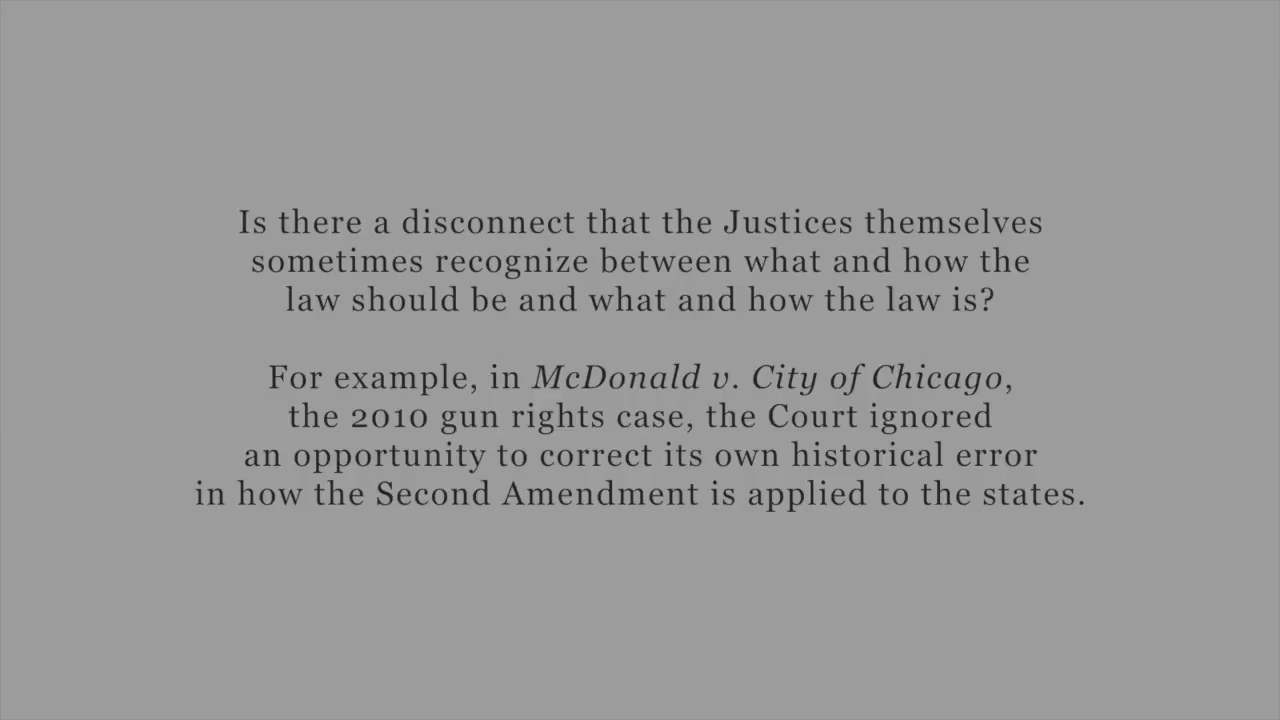 Is there a disconnect that the Justices themselves
sometimes recognize between what and how the
law should be and what and how the law is?
For example, in McDonald v. City of Chicago,
the 2010 gun rights case, the Court ignored
an opportunity to correct its own historical error
in how the Second Amendment is applied to the states.